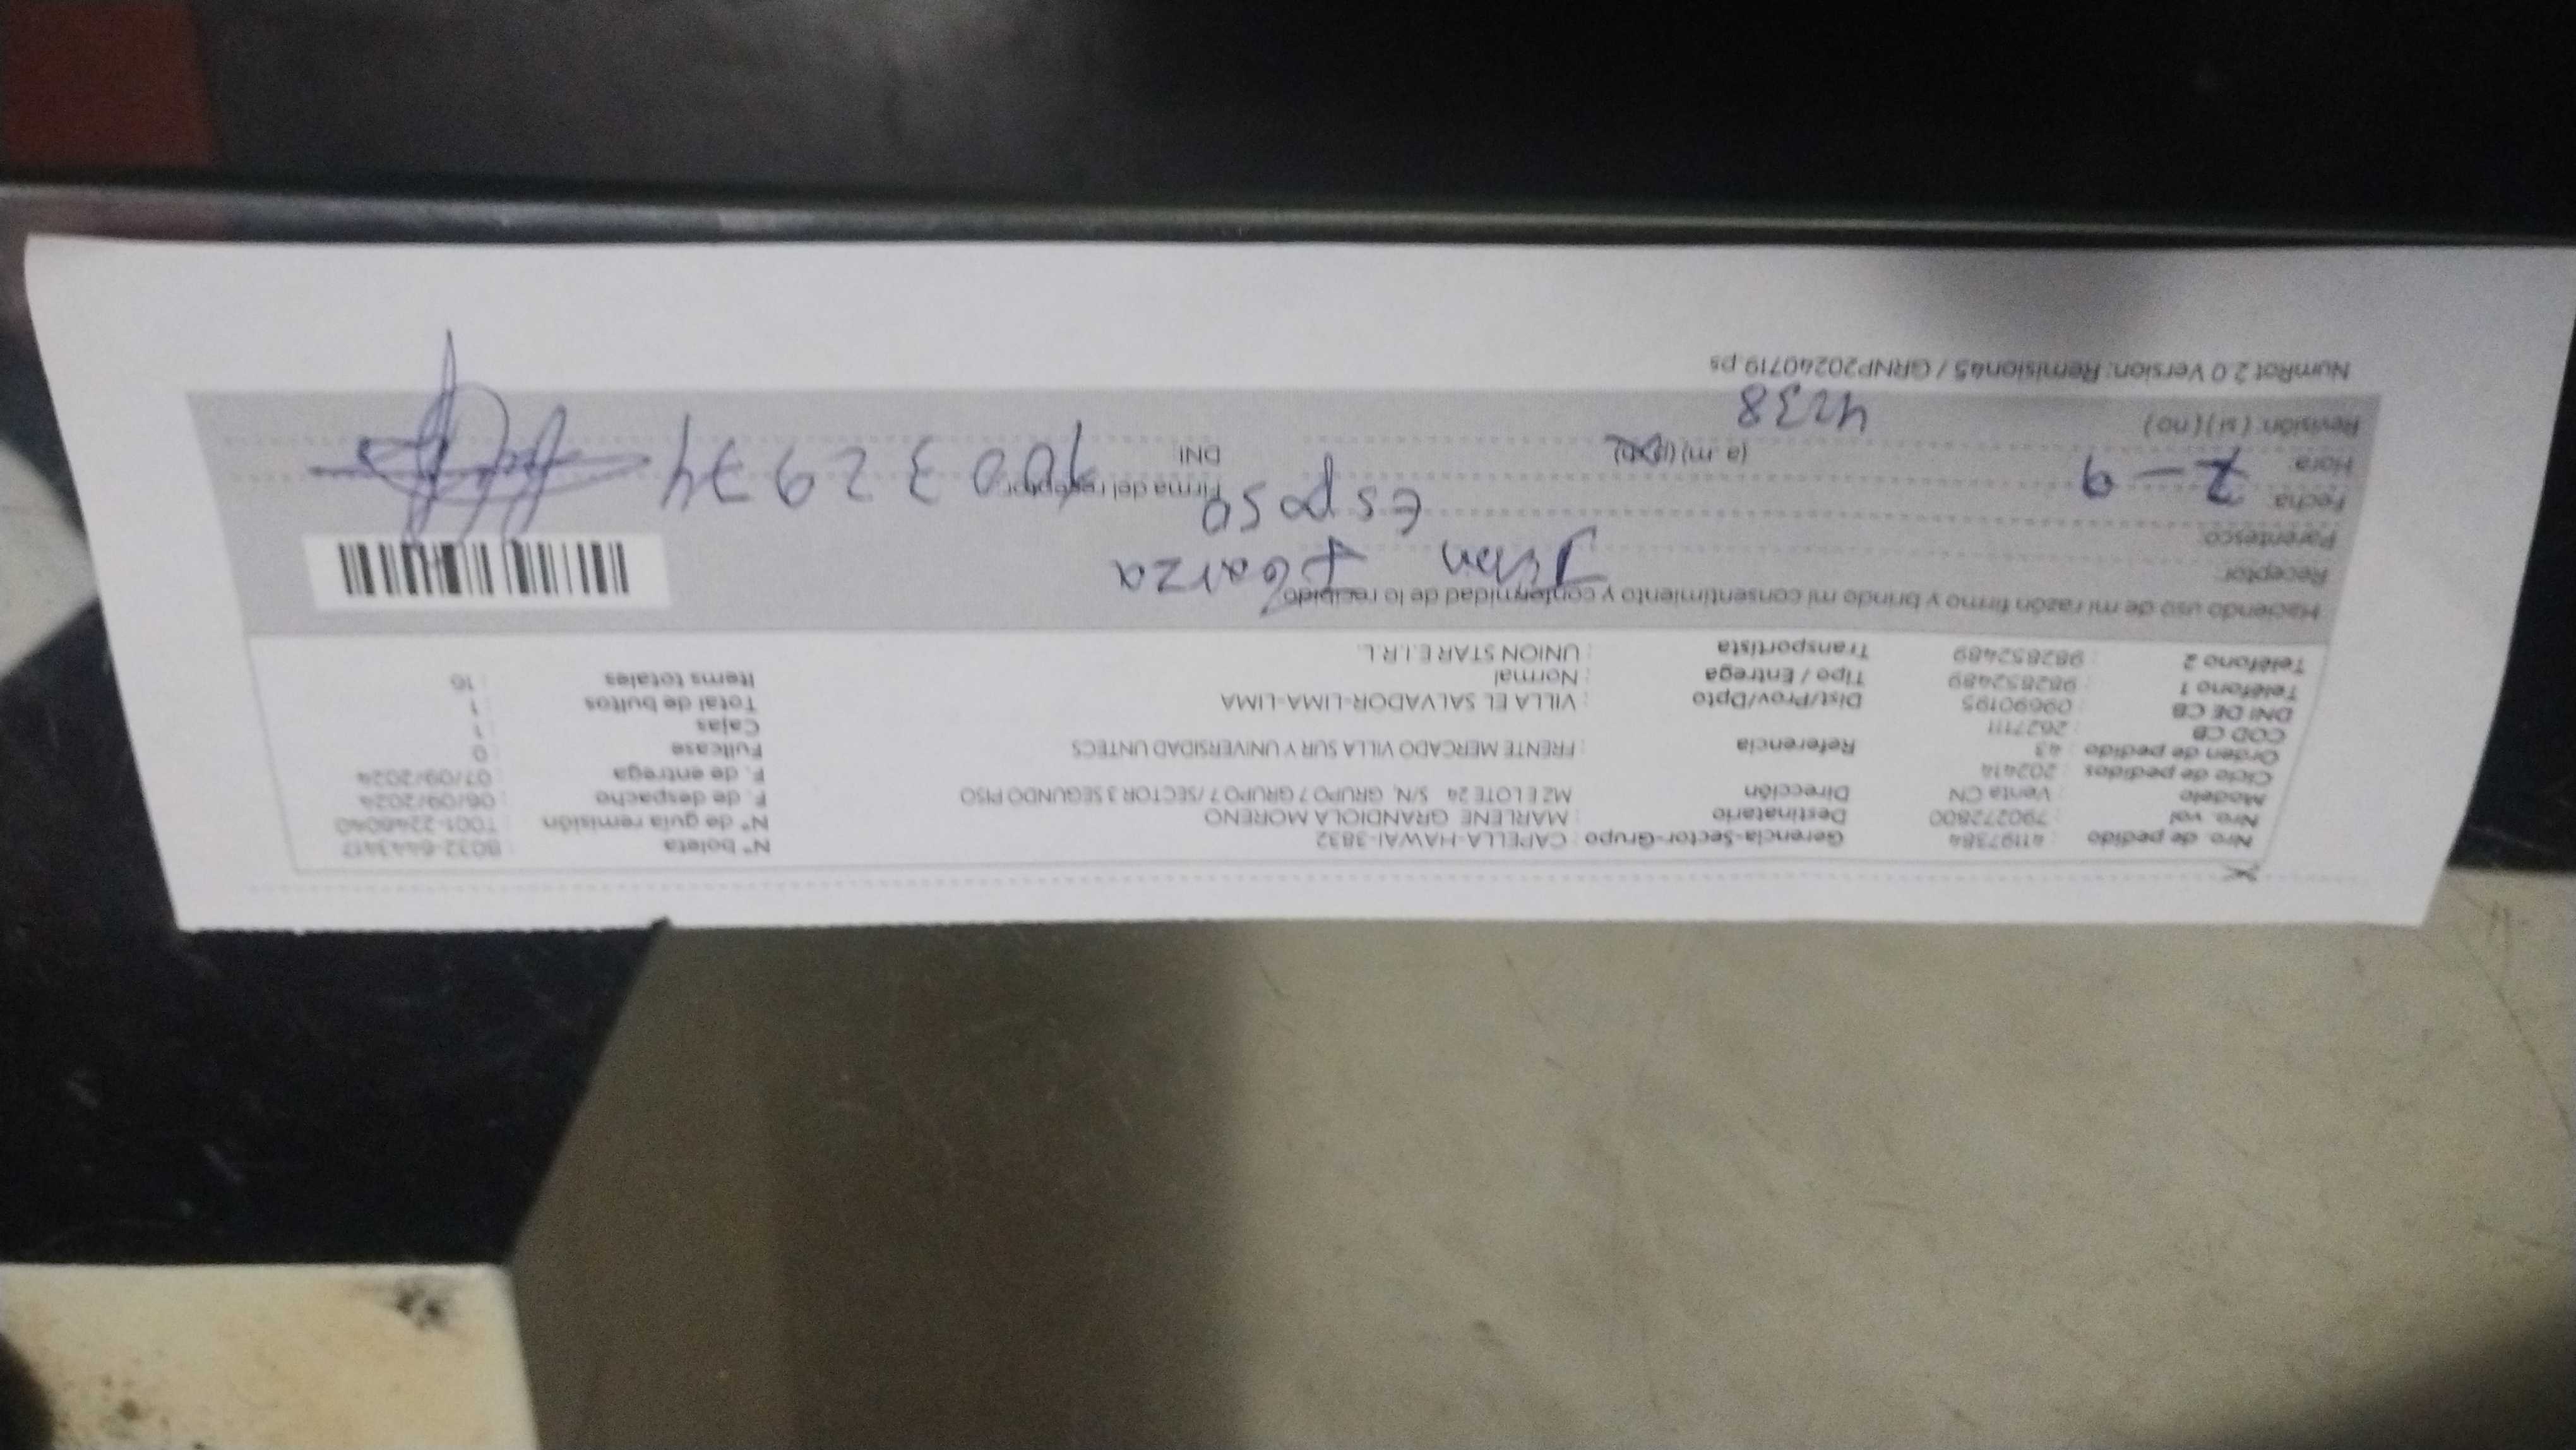 Nro. de pedido : 41197384 Gerencia-Sector-Grupo : CAPELLA-HAWAI-3832 N° boleta : B032-6443417
Nro. vol : 790272800 Destinatario MARLENE GRANDIOLA MORENO N° de guía remisión : T001-2246040
Modelo : Venta CN Dirección MZ E LOTE 24 S/N, GRUPO 7 GRUPO 7 /SECTOR 3 SEGUNDO PISO F. de despacho : 06/09/2024
Ciclo de pedidos : 202414 F. de entrega : 07/09/2024
Orden de pedido : 43 Referencia : FRENTE MERCADO VILLA SUR Y UNIVERSIDAD UNTECS Fullcase : 0
COD CB : 2627111 Cajas : 1
DNI DE CB : 09690195 Dist/Prov/Dpto : VILLA EL SALVADOR-LIMA-LIMA Total de bultos : 1
Teléfono 1 : 982852489 Tipo / Entrega : Normal Items totales : 16
Teléfono 2 : 982852489 Transportista : UNION STAR E.I.R.L.
Haciendo uso de mi razón firmo y brindo mi consentimiento y conformidad de lo recibido
Receptor:
Parentesco: Esposo
Fecha: 7-9 Firma del receptor
Hora: (a.m) DNI
Revisión: (si) (no) 4238
NumRot 2.0 Version: Remision45 / GRNP20240719.ps